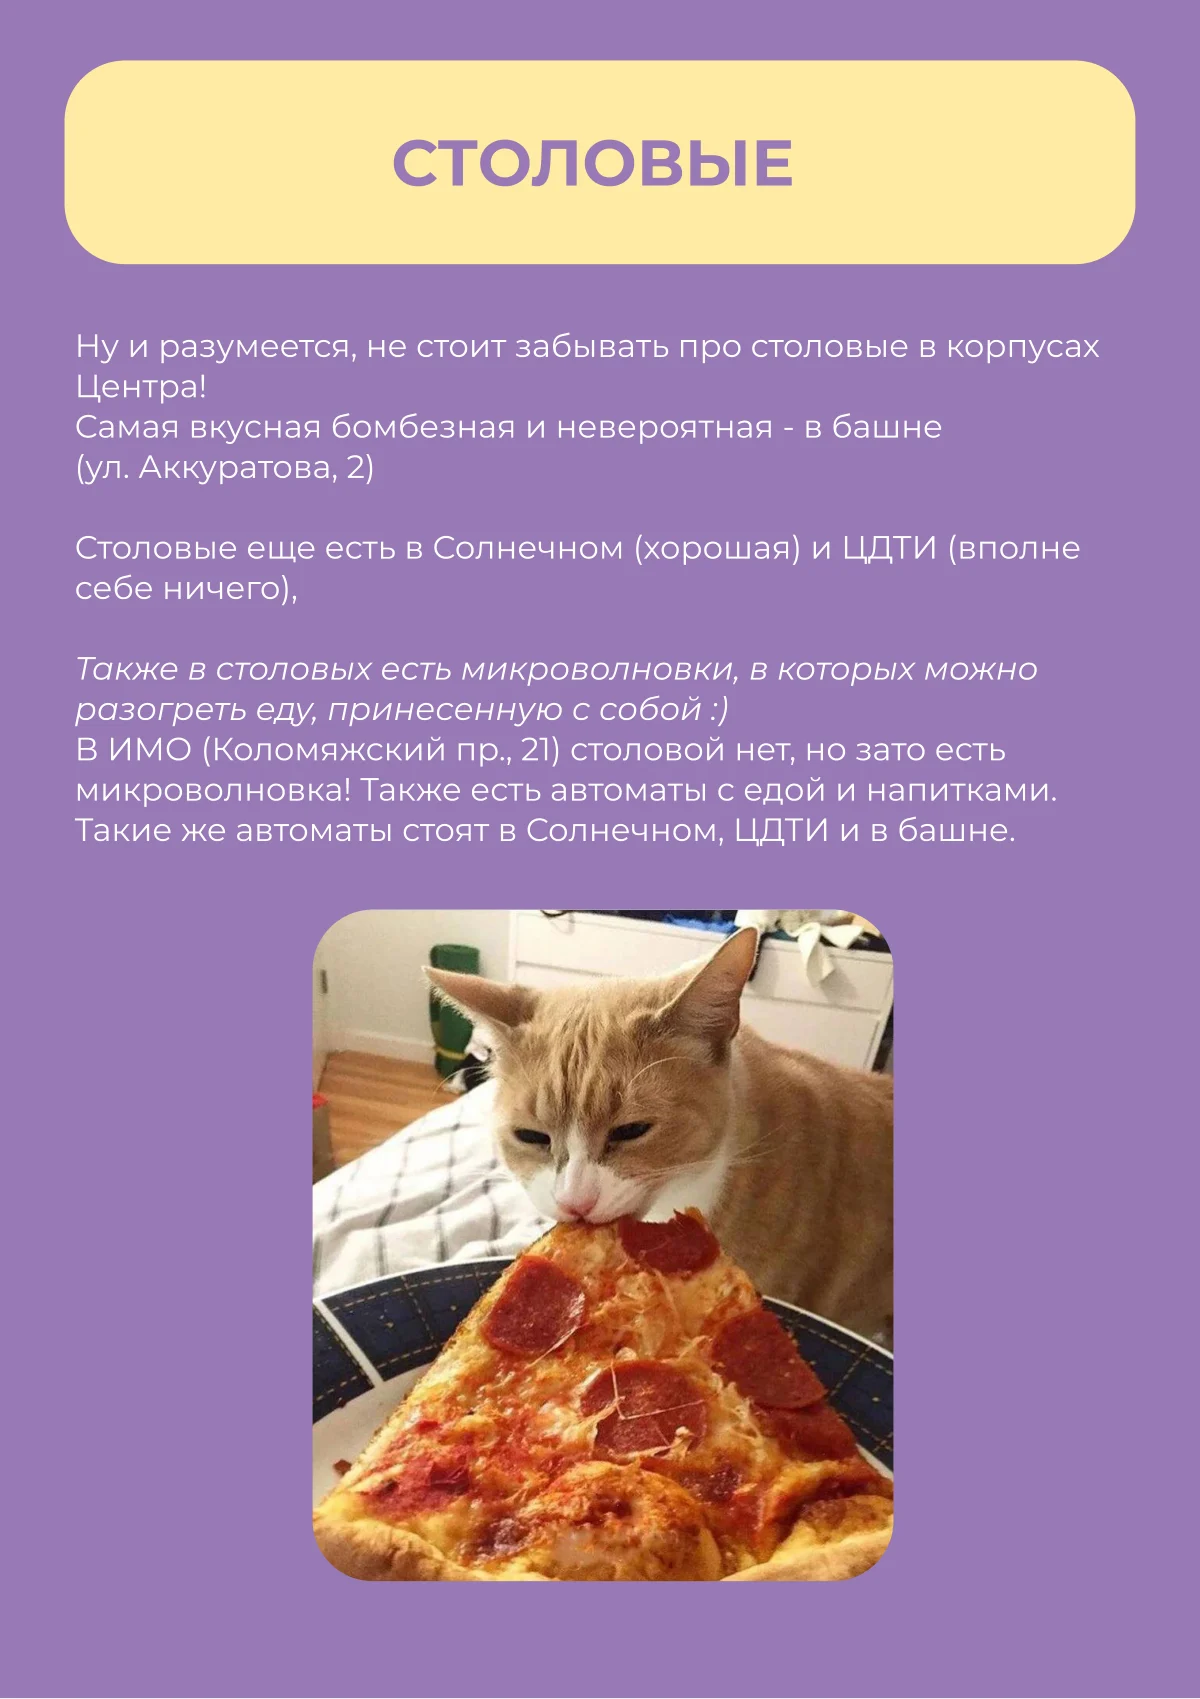 СТОЛОВЫЕ
Ну и разумеется, не стоит забывать про столовые в корпусах
Центра!
Самая вкусная бомбезная и невероятная - в башне
(ул. Аккуратова, 2)
Столовые еще есть в Солнечном (хорошая) и ЦДТИ (вполне
себе ничего),
Также в столовых есть микроволновки, в которых можно
разогреть еду, принесенную с собой :)
В ИМО (Коломяжский пр., 21) столовой нет, но зато есть
микроволновка! Также есть автоматы с едой и напитками.
Такие же автоматы стоят в Солнечном, ЦДТИ и в башне.